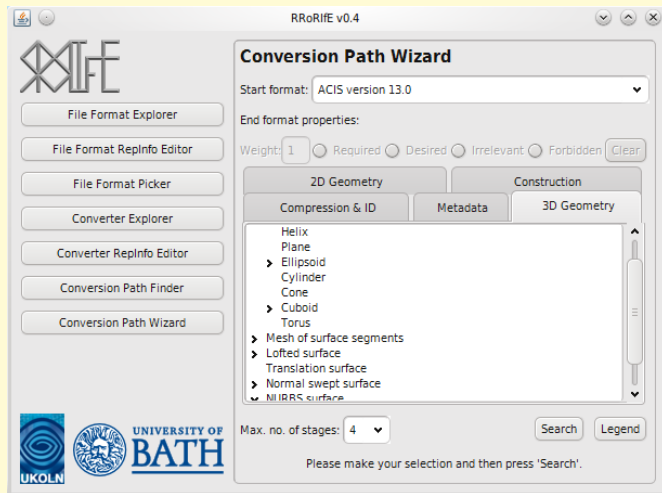 RRoRIfE v0.4
File Format Explorer
File Format RepInfo Editor
File Format Picker
Converter Explorer
Converter RepInfo Editor
Conversion Path Finder
Conversion Path Wizard
UKOLN
UNIVERSITY OF
BATH
Conversion Path Wizard
Start format: ACIS version 13.0
End format properties:
Weight: 1 Required Desired Irrelevant Forbidden Clear
2D Geometry Construction
Compression & ID Metadata 3D Geometry
Helix
Plane
Ellipsoid
Cylinder
Cone
Cuboid
Torus
Mesh of surface segments
Lofted surface
Translation surface
Normal swept surface
NURBS surface
Max. no. of stages: 4 Search Legend
Please make your selection and then press 'Search'.